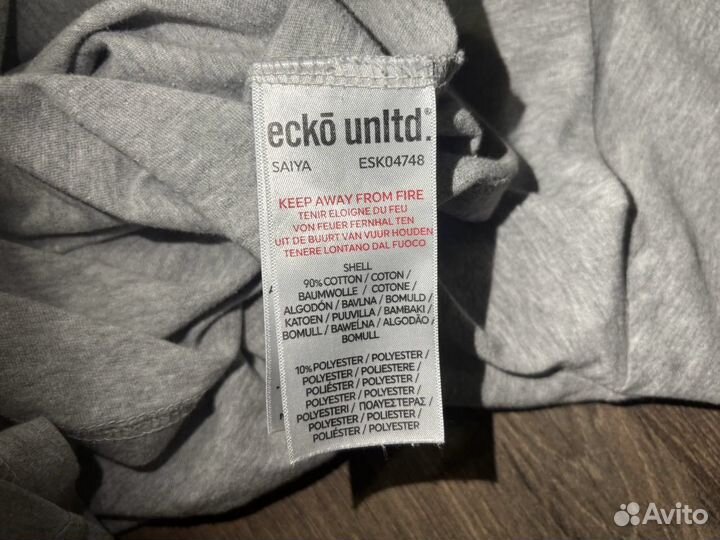 eckō unltd.®
SAIYA ESK04748
KEEP AWAY FROM FIRE
TENIR ELOIGNE DU FEU
VON FEUER FERNHAL TEN
UIT DE BUURT VAN VUUR HOUDEN
TENERE LONTANO DAL FUOCO
SHELL
90% COTTON / COTON /
BAUMWOLLE / COTONE /
ALGODÓN / BAVLNA / BOMULD /
KATOEN / PUUVILLA / BAMBAKI /
BOMULL / BAWEŁNA / ALGODÃO /
BOMULL
10% POLYESTER / POLYESTER /
POLYESTER / POLIESTERE /
POLIÉSTER / POLYESTER /
POLYESTER / POLYESTER /
POLYESTERI / ΠΟΛΥΕΣΤΕΡΑΣ /
POLYESTER / POLIESTER /
POLIÉSTER / POLYESTER
Avito